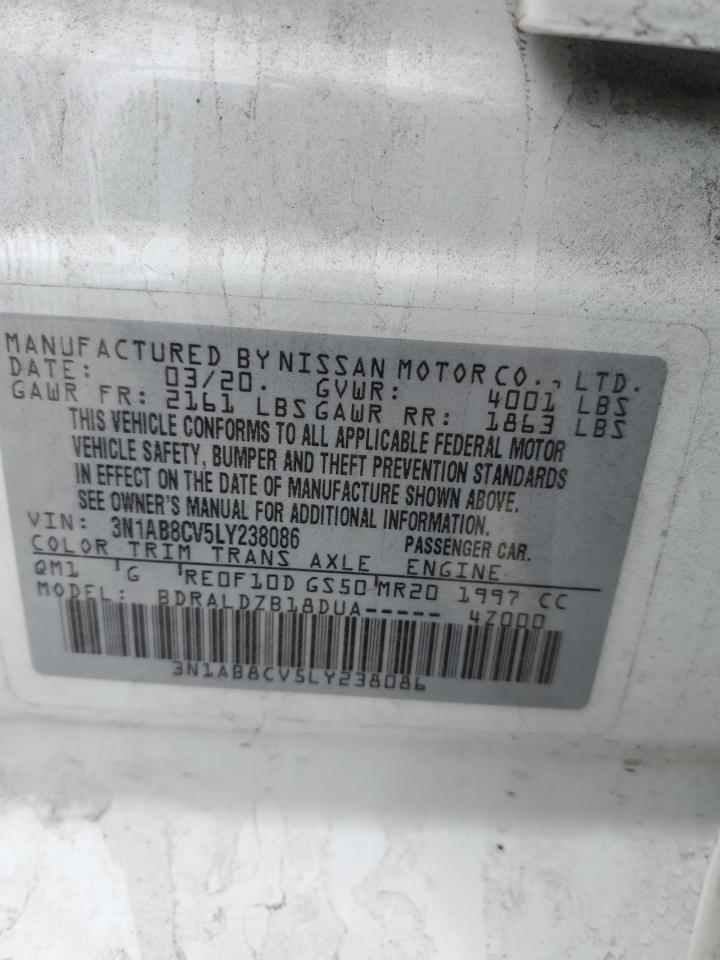 MANUFACTURED BY NISSAN MOTOR CO., LTD.
DATE: 03/20. GVWR: 4001 LBS
GAWR FR: 2161 LBS GAWR RR: 1863 LBS
THIS VEHICLE CONFORMS TO ALL APPLICABLE FEDERAL MOTOR
VEHICLE SAFETY, BUMPER AND THEFT PREVENTION STANDARDS
IN EFFECT ON THE DATE OF MANUFACTURE SHOWN ABOVE.
SEE OWNER'S MANUAL FOR ADDITIONAL INFORMATION.
VIN: 3N1AB8CV5LY238086 PASSENGER CAR.
COLOR TRIM TRANS AXLE ENGINE
QM1 G RE0F10D GS50 MR20 1997 CC
MODEL: BDRALDZB18DUA----- 4Z000
3N1AB8CV5LY238086